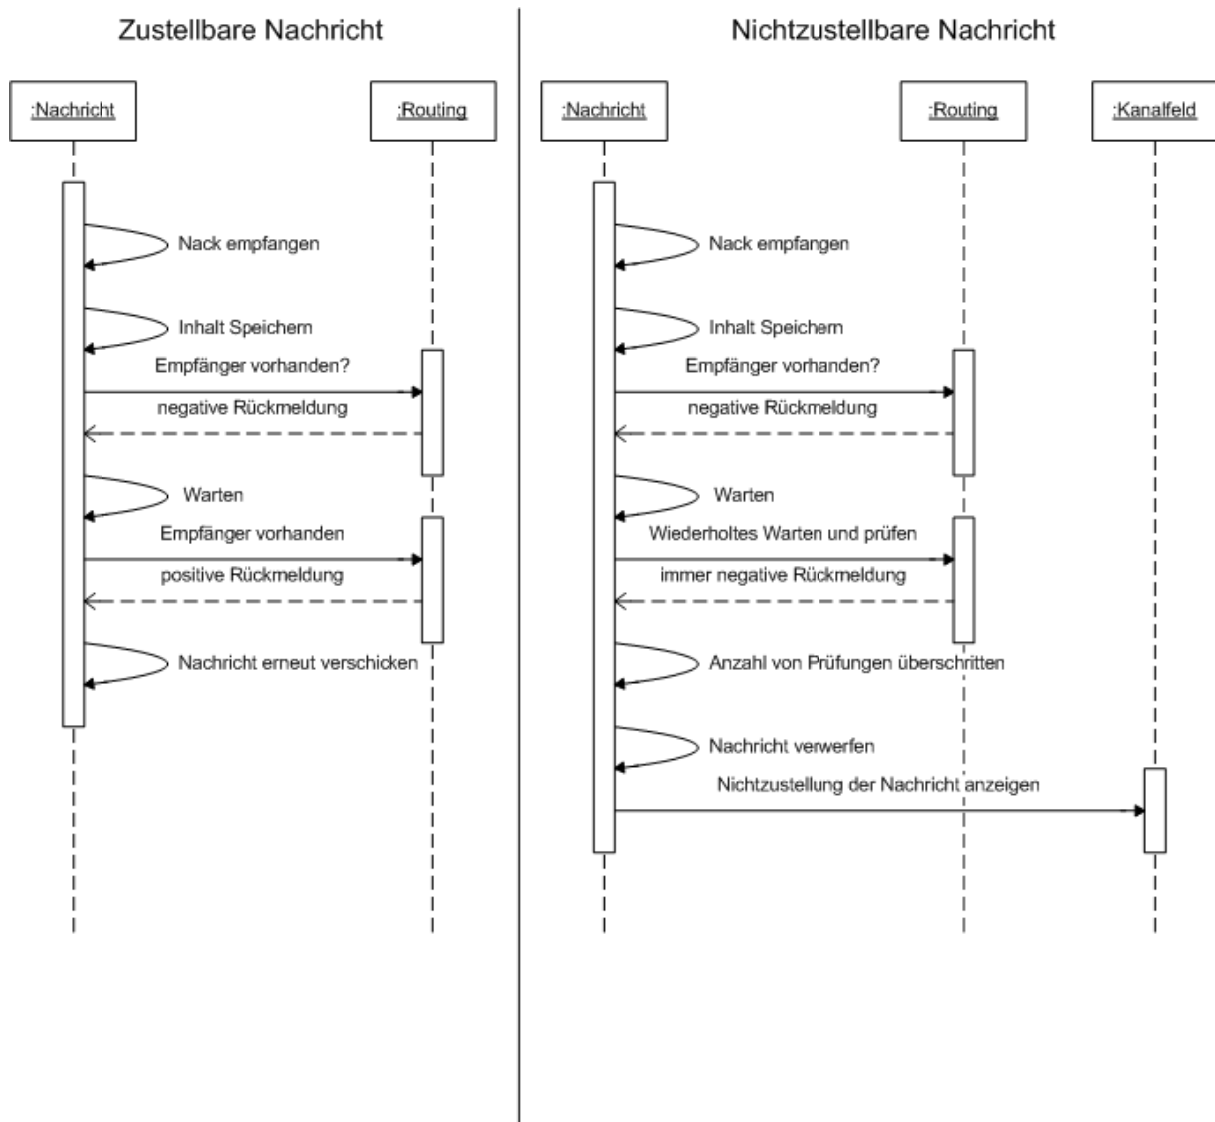 Zustellbare Nachricht
:Nachricht
:Routing
Nack empfangen
Inhalt Speichern
Empfänger vorhanden?
negative Rückmeldung
Warten
Empfänger vorhanden
positive Rückmeldung
Nachricht erneut verschicken
Nichtzustellbare Nachricht
:Nachricht
:Routing
:Kanalfeld
Nack empfangen
Inhalt Speichern
Empfänger vorhanden?
negative Rückmeldung
Warten
Wiederholtes Warten und prüfen
immer negative Rückmeldung
Anzahl von Prüfungen überschritten
Nachricht verwerfen
Nichtzustellung der Nachricht anzeigen